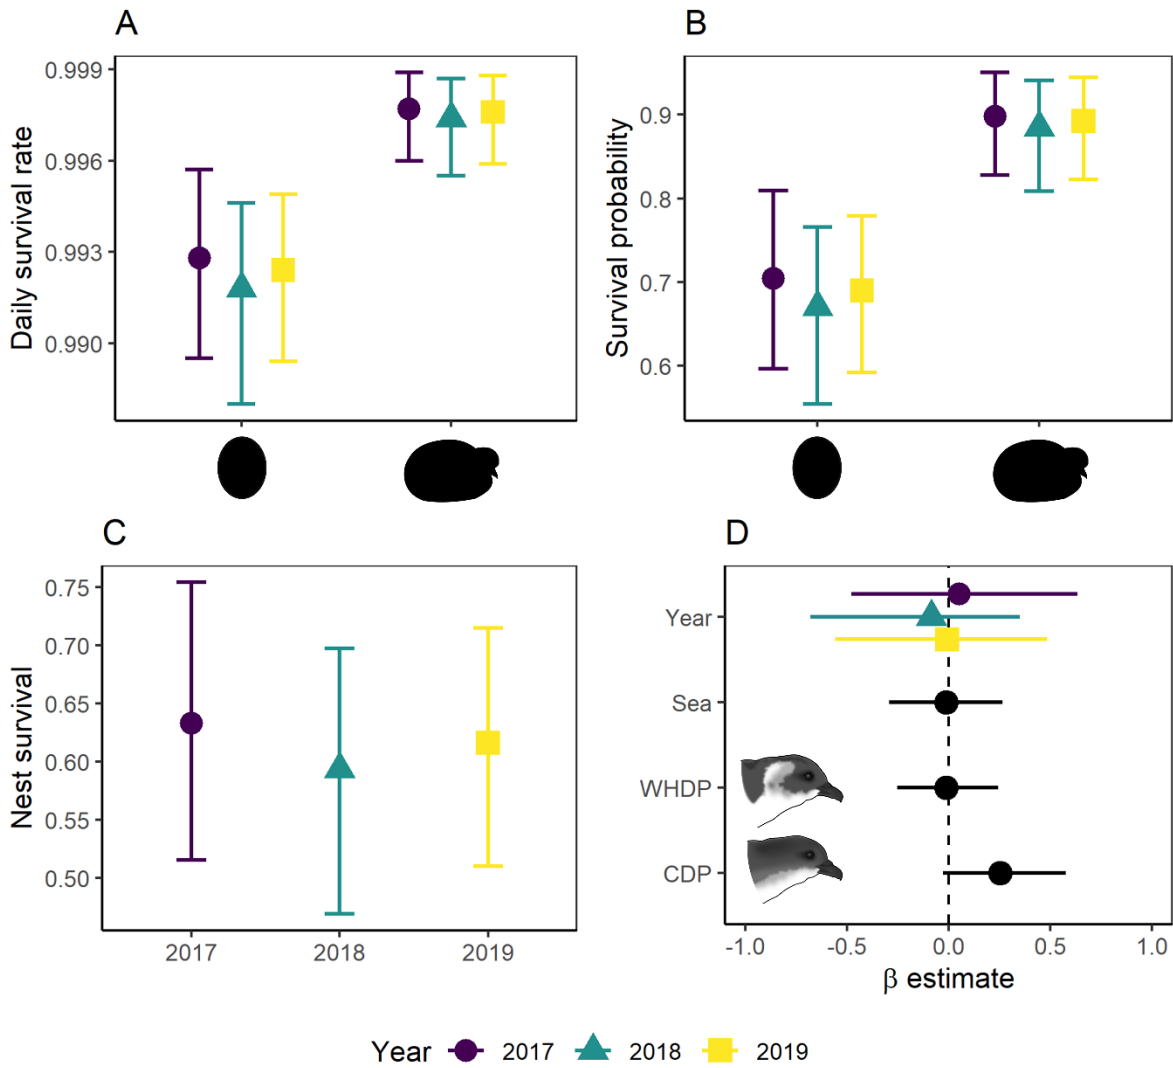 A
Daily survival rate
0.999
0.996
0.993
0.990
B
Survival probability
0.9
0.8
0.7
0.6
C
Nest survival
0.75
0.70
0.65
0.60
0.55
0.50
2017 2018 2019
D
Year
Sea
WHDP
CDP
-1.0 -0.5 0.0 0.5 1.0
β estimate
Year 2017 2018 2019